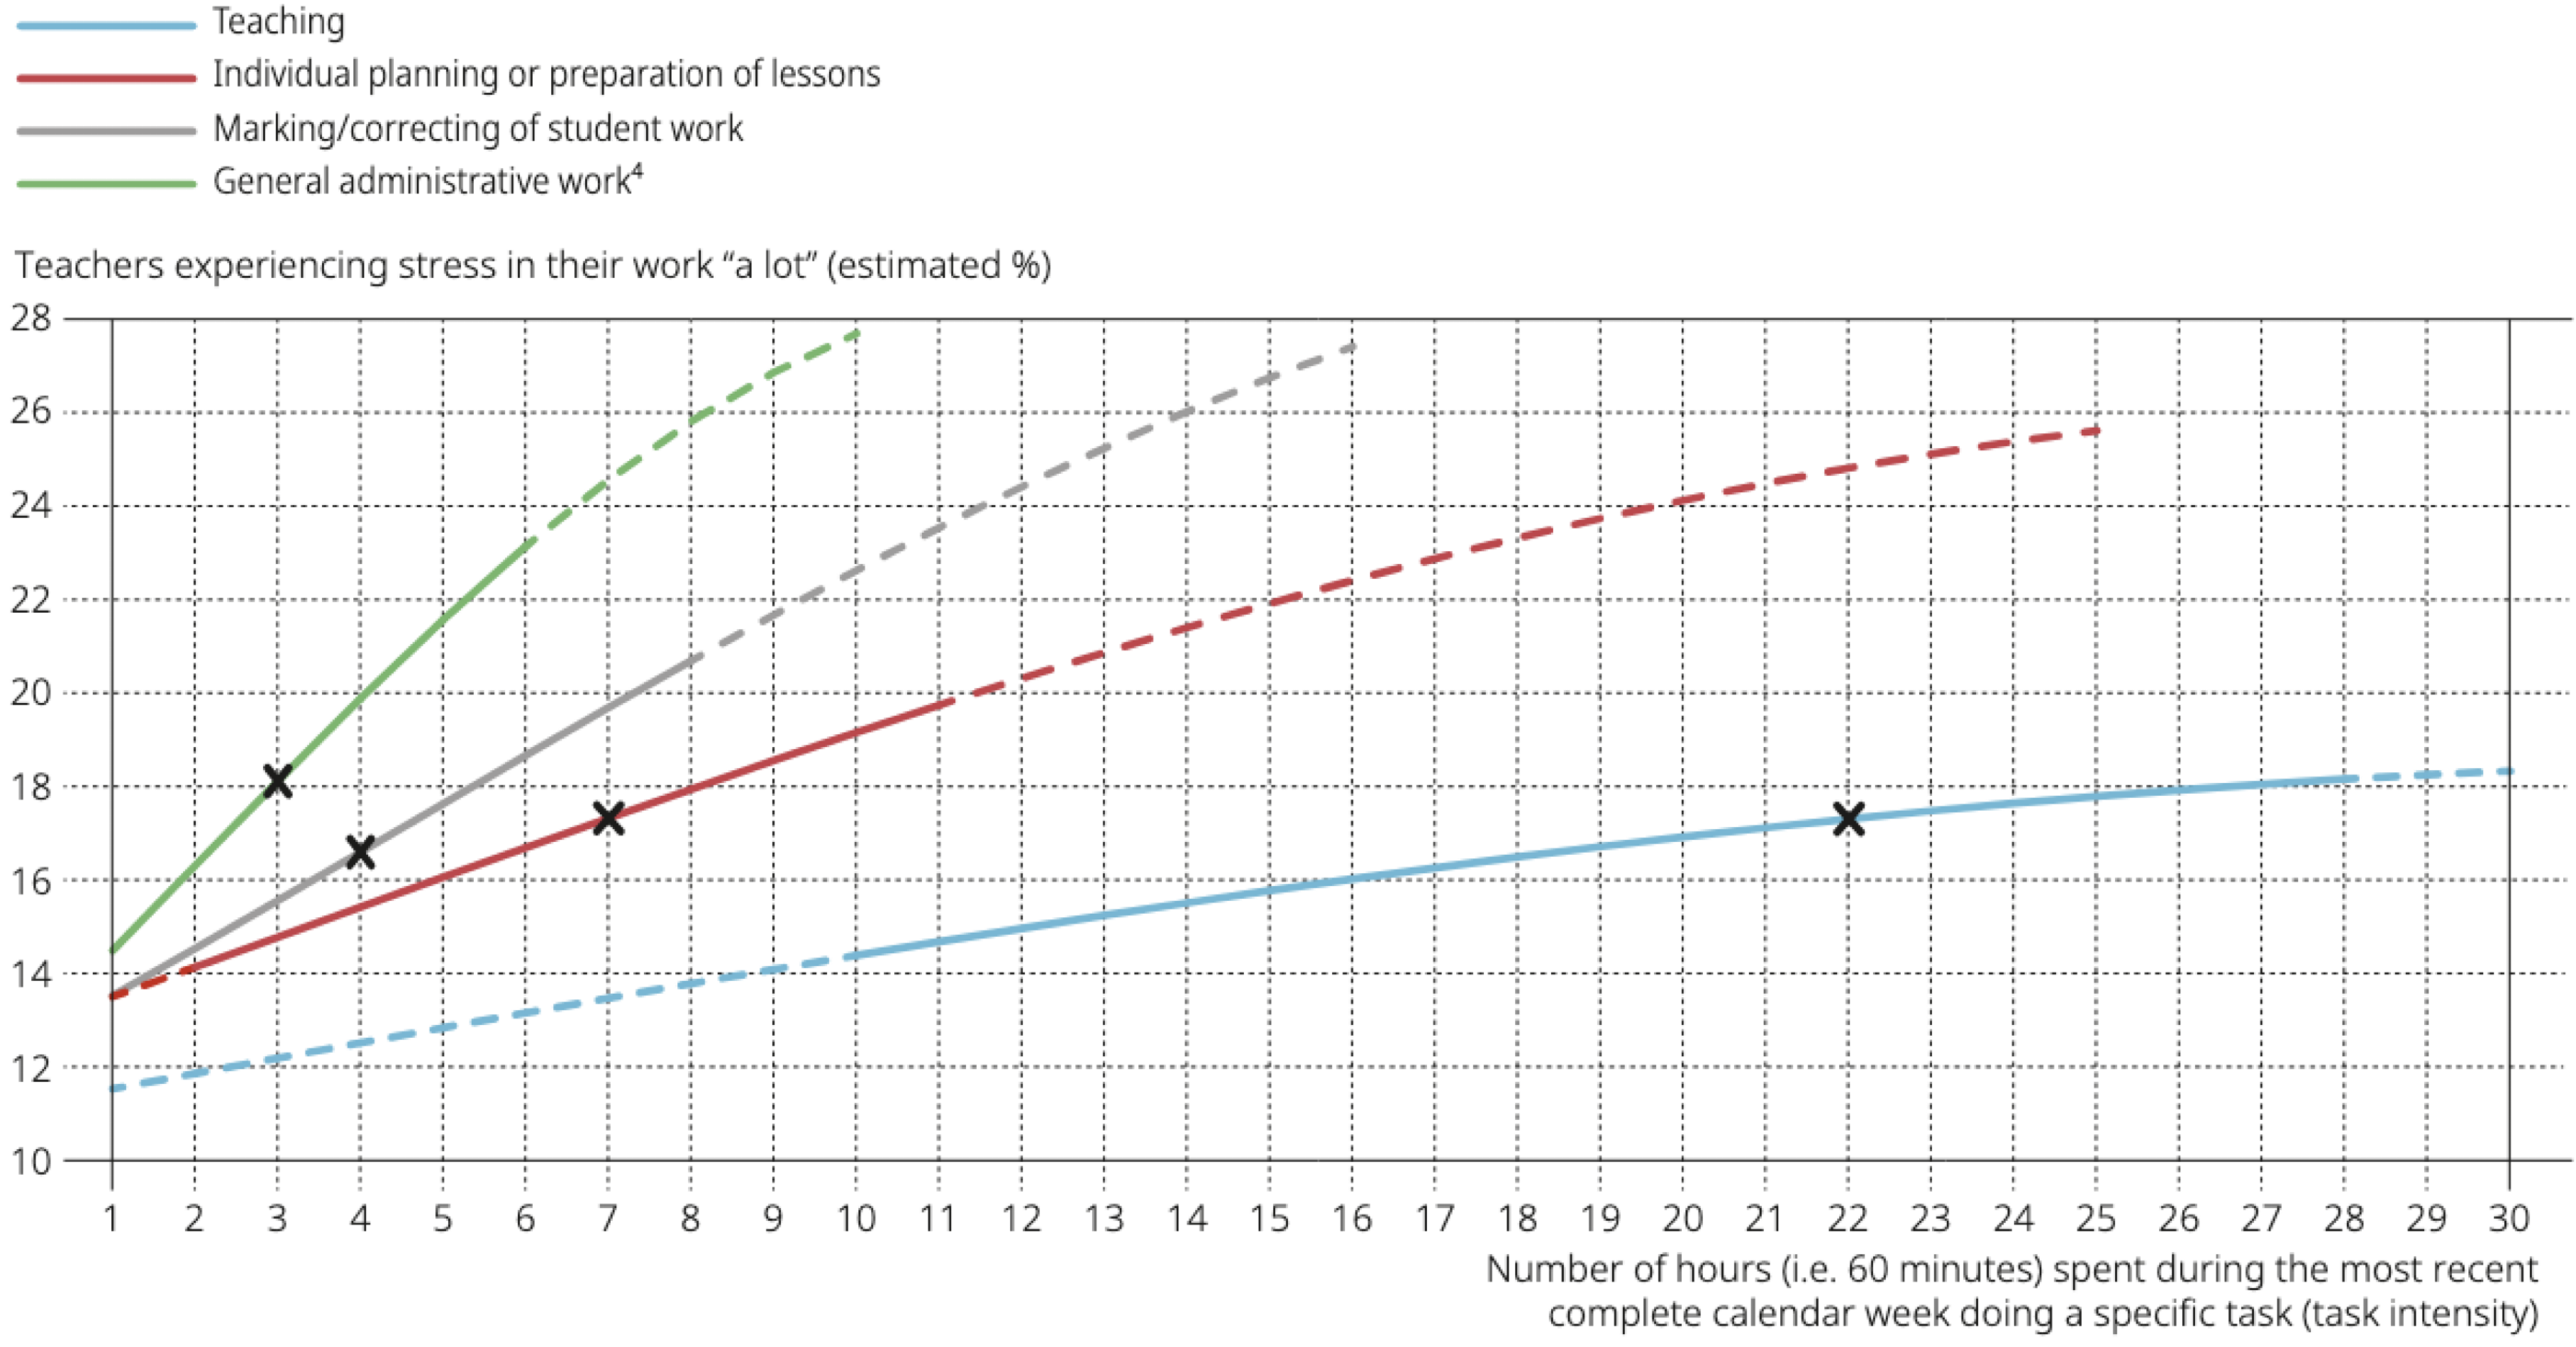 Teaching
Individual planning or preparation of lessons
Marking/correcting of student work
General administrative work⁴
Teachers experiencing stress in their work “a lot” (estimated %)
28
26
24
22
20
18
16
14
12
10
1 2 3 4 5 6 7 8 9 10 11 12 13 14 15 16 17 18 19 20 21 22 23 24 25 26 27 28 29 30
Number of hours (i.e. 60 minutes) spent during the most recent
complete calendar week doing a specific task (task intensity)